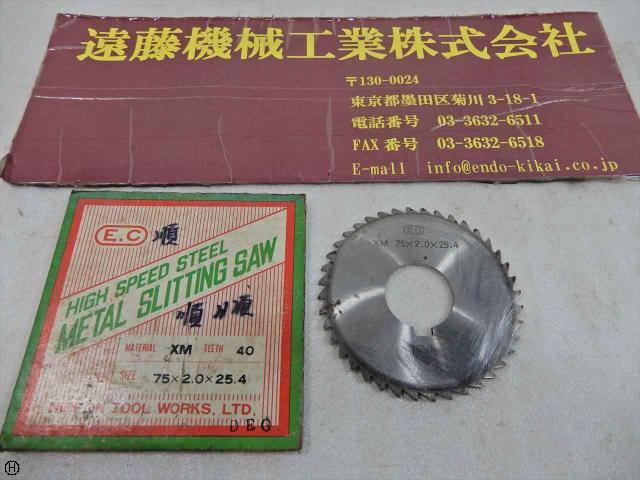 遠藤機械工業株式会社
〒130-0024
東京都墨田区菊川 3-18-1
電話番号 03-3632-6511
FAX番号 03-3632-6518
E-mall info@endo-kikai.co.jp
E.C 順
HIGH SPEED STEEL
METAL SLITTING SAW
順 順
MATERIAL XM TEETH 40
SIZE 75×2.0×25.4
TOOL WORKS. LTD.
DEG
E.C
XM 75×2.0×25.4
H